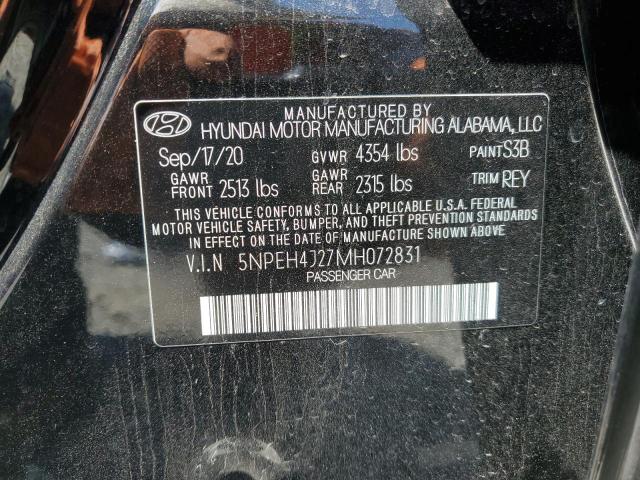 MANUFACTURED BY
HYUNDAI MOTOR MANUFACTURING ALABAMA, LLC
Sep/17/20 GVWR 4354 lbs PAINT S3B
GAWR FRONT 2513 lbs GAWR REAR 2315 lbs TRIM REY
THIS VEHICLE CONFORMS TO ALL APPLICABLE U.S.A. FEDERAL
MOTOR VEHICLE SAFETY, BUMPER, AND THEFT PREVENTION STANDARDS
IN EFFECT ON THE DATE OF MANUFACTURE SHOWN ABOVE.
V.I.N 5NPEH4J27MH072831
PASSENGER CAR